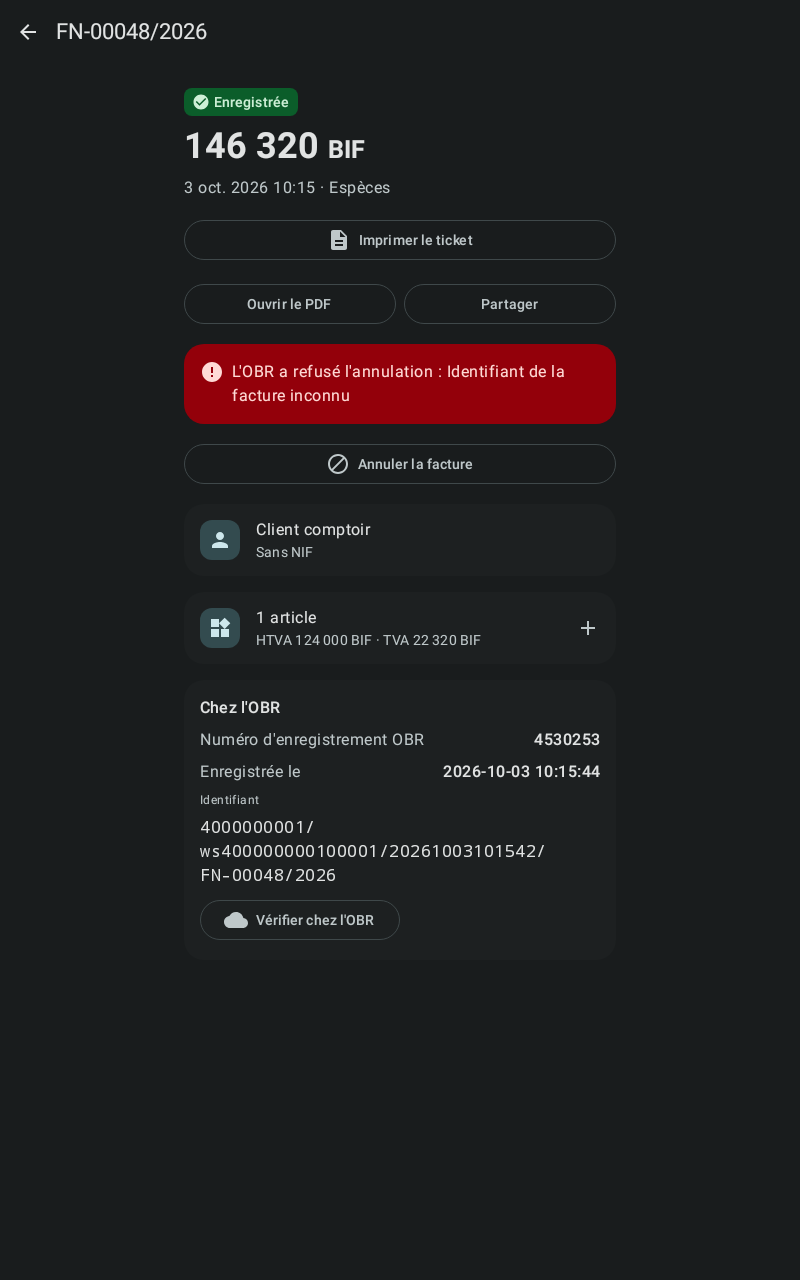 FN-00048/2026
Enregistrée
146 320 BIF
3 oct. 2026 10:15 · Espèces
Imprimer le ticket
Ouvrir le PDF
Partager
L'OBR a refusé l'annulation : Identifiant de la
facture inconnu
Annuler la facture
Client comptoir
Sans NIF
1 article
HTVA 124 000 BIF · TVA 22 320 BIF
Chez l'OBR
Numéro d'enregistrement OBR 4530253
Enregistrée le 2026-10-03 10:15:44
Identifiant
4000000001/
ws400000000100001/20261003101542/
FN-00048/2026
Vérifier chez l'OBR